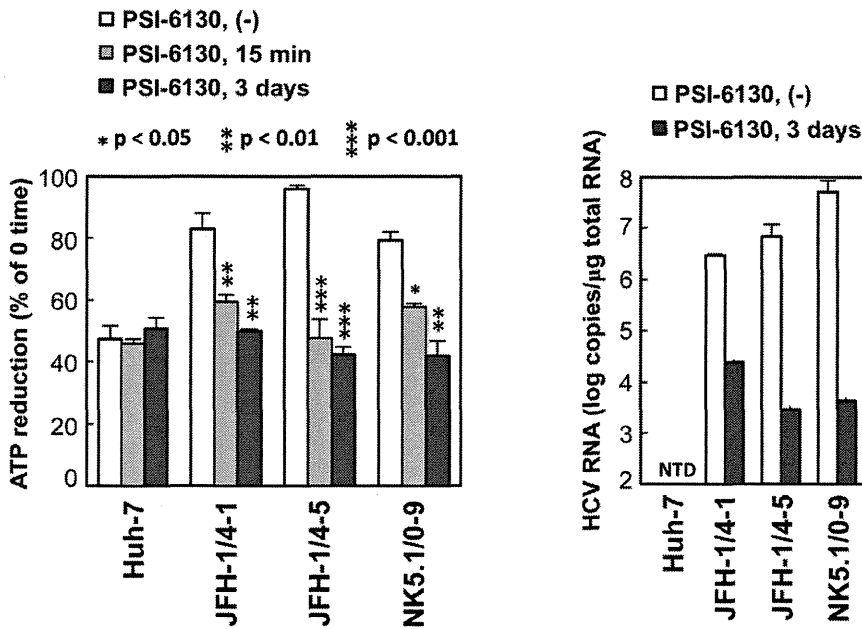 PSI-6130, (-)
PSI-6130, 15 min
PSI-6130, 3 days
* p < 0.05 ** p < 0.01 *** p < 0.001
ATP reduction (% of 0 time)
100
80
60
40
20
0
** ** *** *** * **
Huh-7
JFH-1/4-1
JFH-1/4-5
NK5.1/0-9
PSI-6130, (-)
PSI-6130, 3 days
HCV RNA (log copies/μg total RNA)
8
7
6
5
4
3
2
NTD
Huh-7
JFH-1/4-1
JFH-1/4-5
NK5.1/0-9